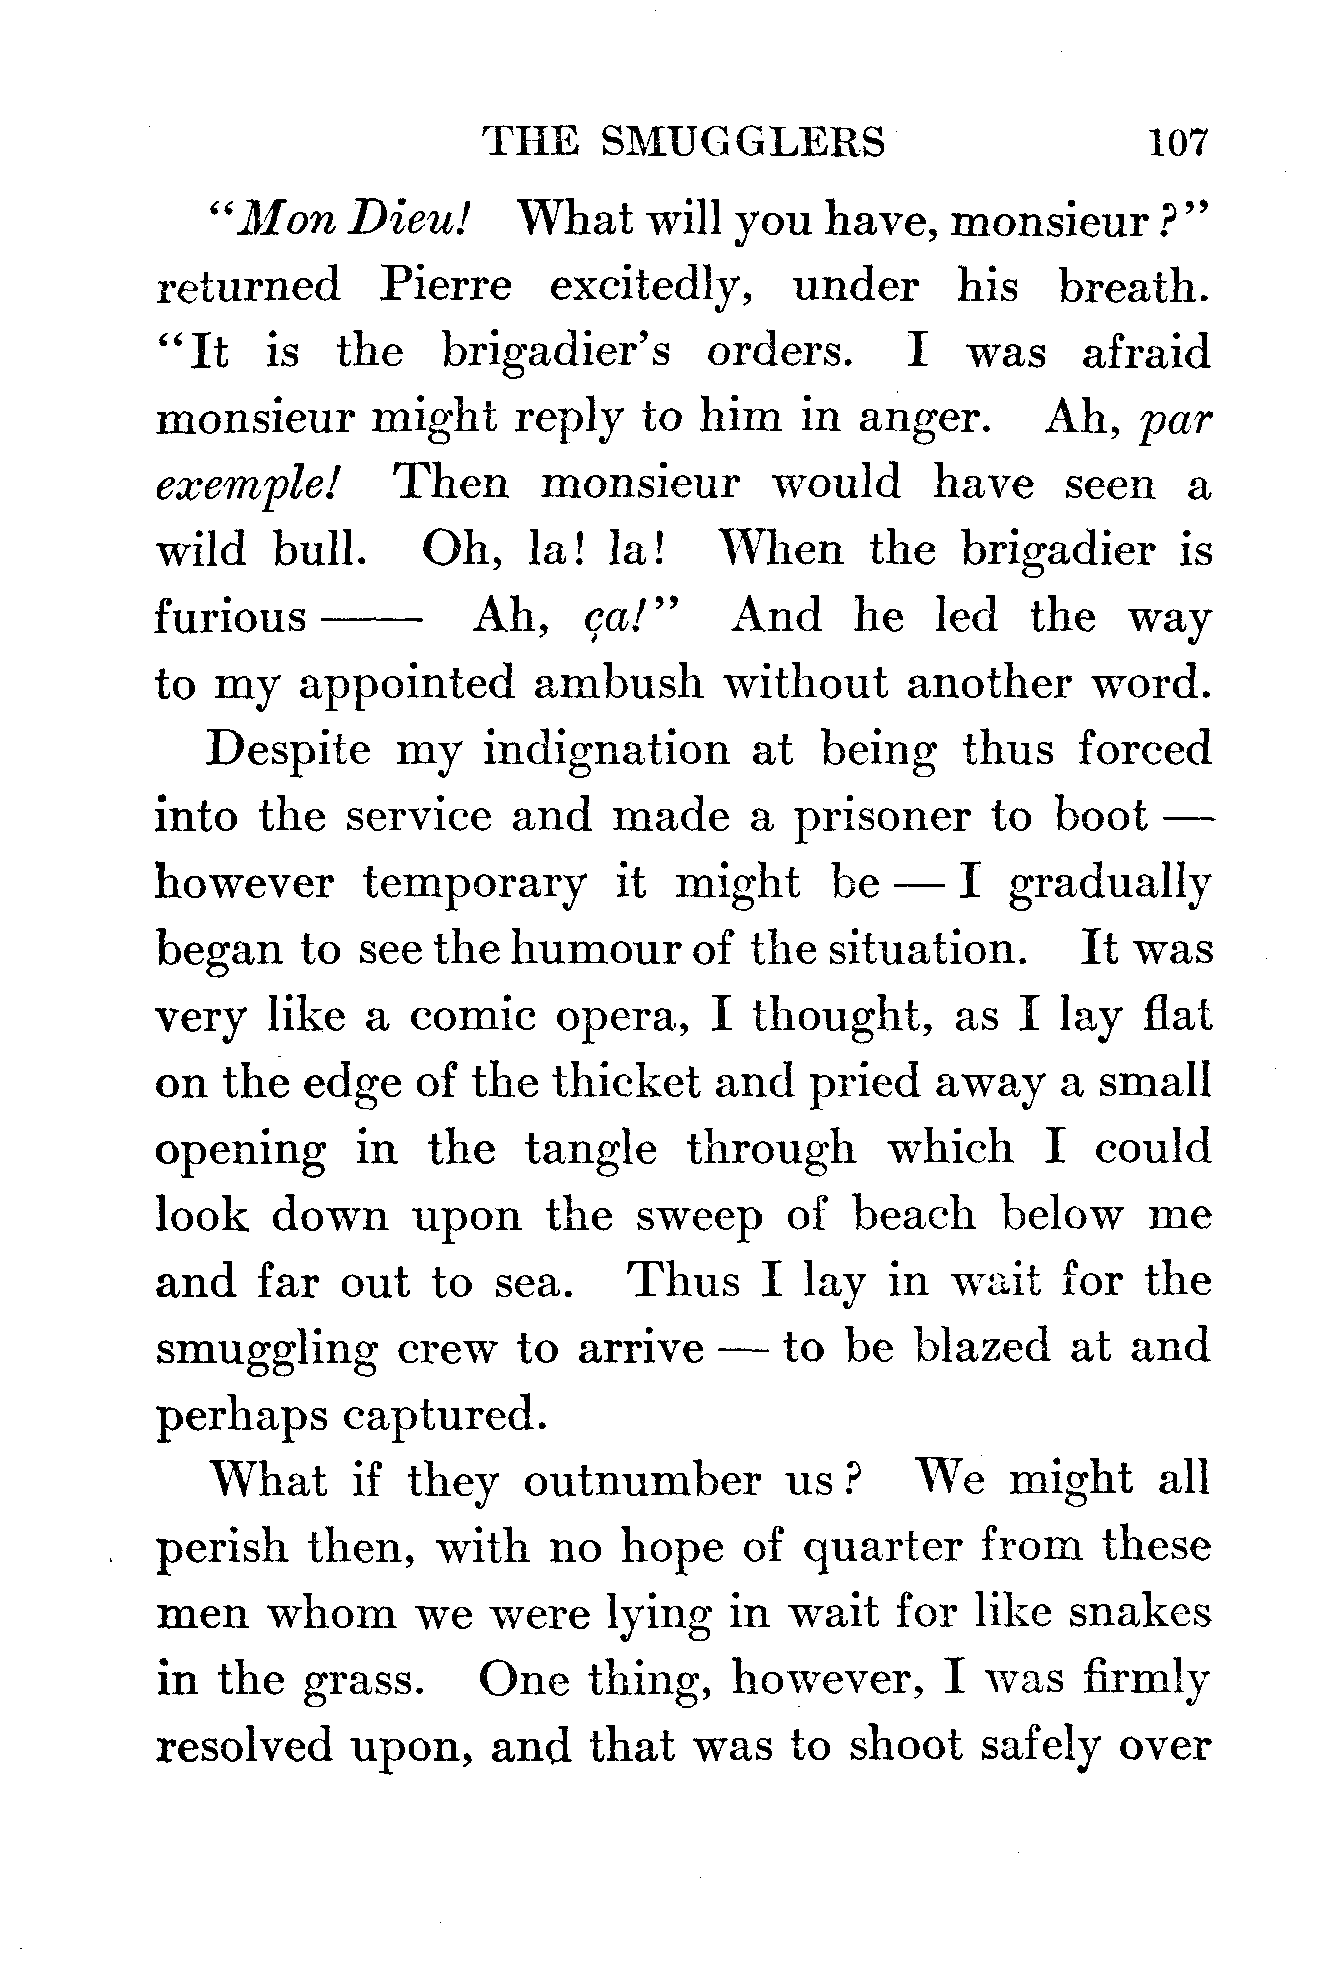 THE SMUGGLERS 107
“Mon Dieu! What will you have, monsieur?”
returned Pierre excitedly, under his breath.
“It is the brigadier’s orders. I was afraid
monsieur might reply to him in anger. Ah, par
exemple! Then monsieur would have seen a
wild bull. Oh, la! la! When the brigadier is
furious —— Ah, ça!” And he led the way
to my appointed ambush without another word.
Despite my indignation at being thus forced
into the service and made a prisoner to boot —
however temporary it might be — I gradually
began to see the humour of the situation. It was
very like a comic opera, I thought, as I lay flat
on the edge of the thicket and pried away a small
opening in the tangle through which I could
look down upon the sweep of beach below me
and far out to sea. Thus I lay in wait for the
smuggling crew to arrive — to be blazed at and
perhaps captured.
What if they outnumber us? We might all
perish then, with no hope of quarter from these
men whom we were lying in wait for like snakes
in the grass. One thing, however, I was firmly
resolved upon, and that was to shoot safely over